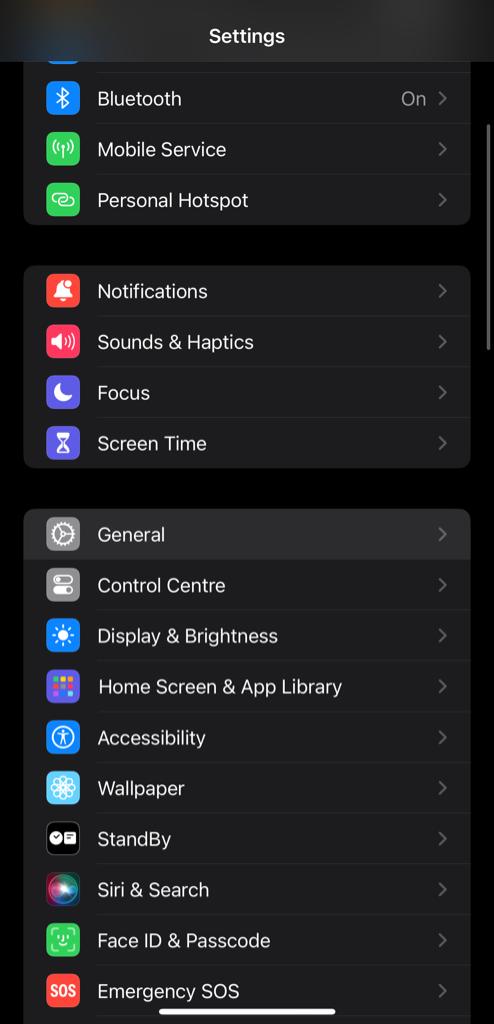 Settings
Bluetooth On
Mobile Service
Personal Hotspot
Notifications
Sounds & Haptics
Focus
Screen Time
General
Control Centre
Display & Brightness
Home Screen & App Library
Accessibility
Wallpaper
StandBy
Siri & Search
Face ID & Passcode
SOS Emergency SOS